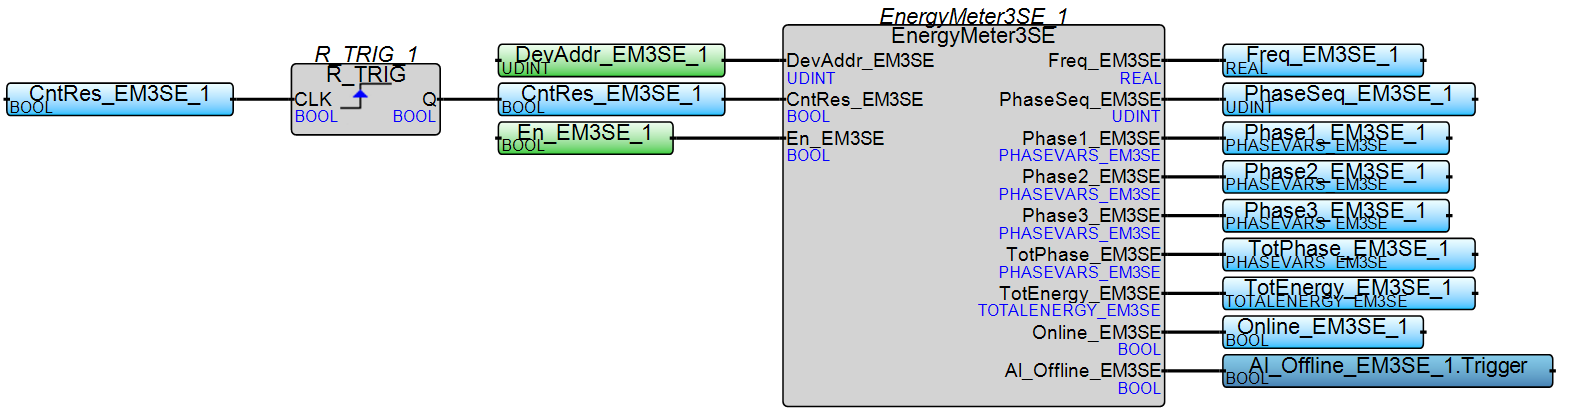 CntRes_EM3SE_1
BOOL
R_TRIG_1
R_TRIG
CLK
BOOL
Q
BOOL
DevAddr_EM3SE_1
UDINT
CntRes_EM3SE_1
BOOL
En_EM3SE_1
BOOL
EnergyMeter3SE_1
EnergyMeter3SE
DevAddr_EM3SE
UDINT
CntRes_EM3SE
BOOL
En_EM3SE
BOOL
Freq_EM3SE
REAL
PhaseSeq_EM3SE
UDINT
Phase1_EM3SE
PHASEVARS_EM3SE
Phase2_EM3SE
PHASEVARS_EM3SE
Phase3_EM3SE
PHASEVARS_EM3SE
TotPhase_EM3SE
PHASEVARS_EM3SE
TotEnergy_EM3SE
TOTALENERGY_EM3SE
Online_EM3SE
BOOL
Al_Offline_EM3SE
BOOL
Freq_EM3SE_1
REAL
PhaseSeq_EM3SE_1
UDINT
Phase1_EM3SE_1
PHASEVARS_EM3SE
Phase2_EM3SE_1
PHASEVARS_EM3SE
Phase3_EM3SE_1
PHASEVARS_EM3SE
TotPhase_EM3SE_1
PHASEVARS_EM3SE
TotEnergy_EM3SE_1
TOTALENERGY_EM3SE
Online_EM3SE_1
BOOL
Al_Offline_EM3SE_1.Trigger
BOOL